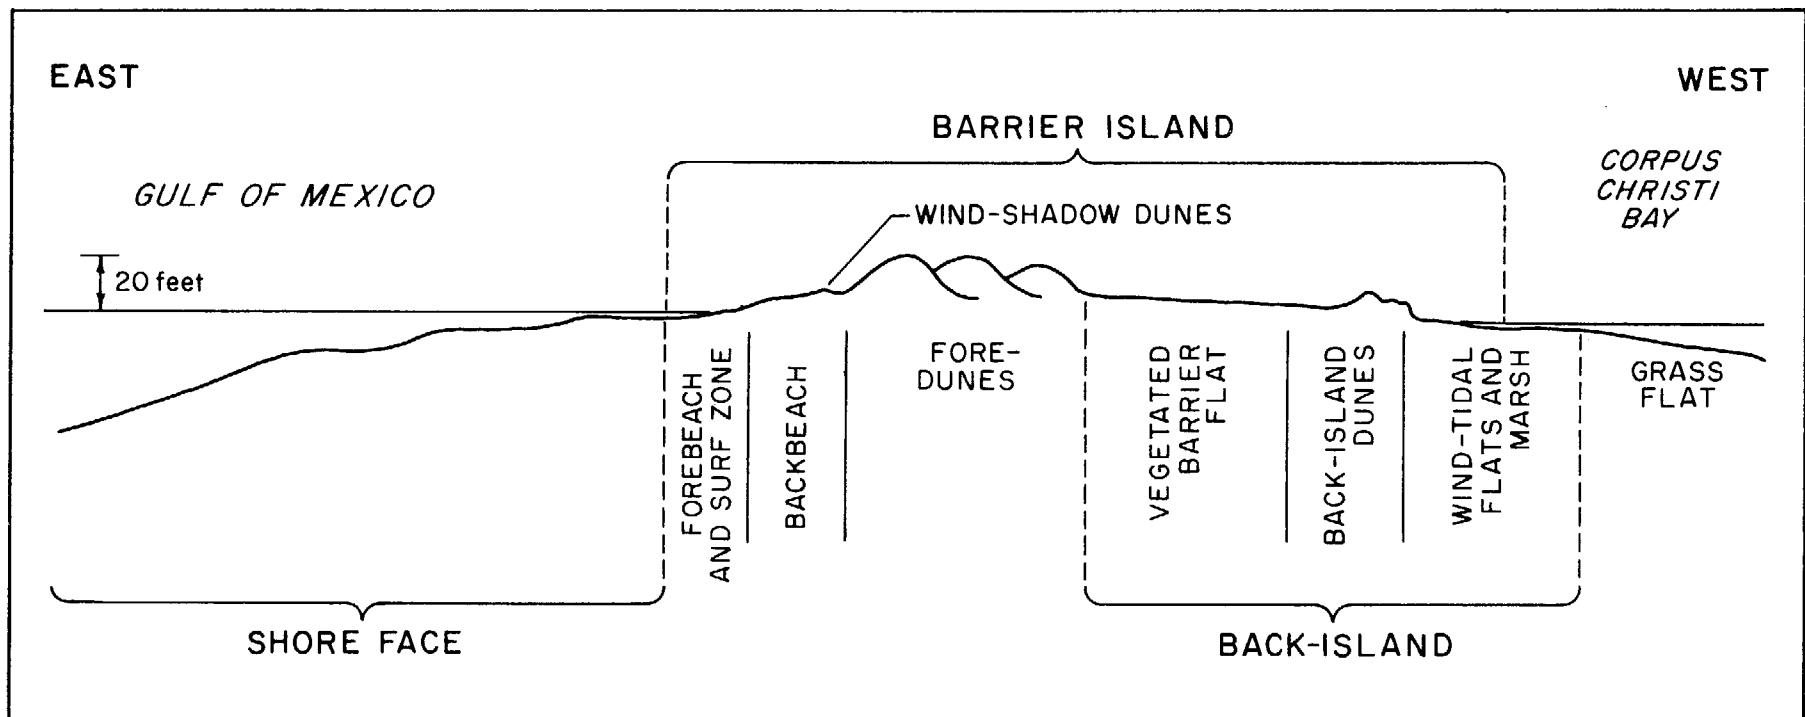 EAST
WEST
BARRIER ISLAND
GULF OF MEXICO
CORPUS
CHRISTI
BAY
WIND-SHADOW DUNES
20 feet
FOREBEACH
AND SURF ZONE
BACKBEACH
FORE-
DUNES
VEGETATED
BARRIER
FLAT
BACK-ISLAND
DUNES
WIND-TIDAL
FLATS AND
MARSH
GRASS
FLAT
SHORE FACE
BACK-ISLAND